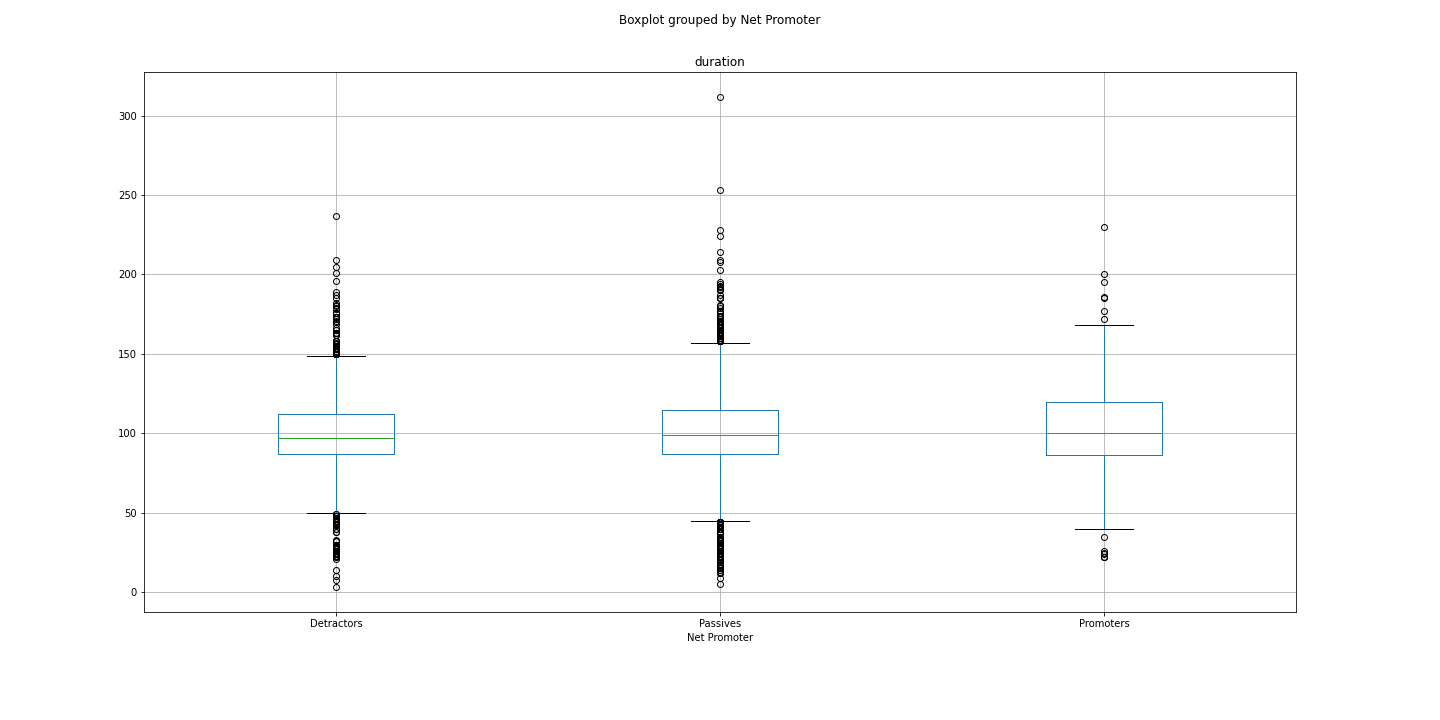 Boxplot grouped by Net Promoter
duration
300
250
200
150
100
50
0
Detractors
Passives
Promoters
Net Promoter